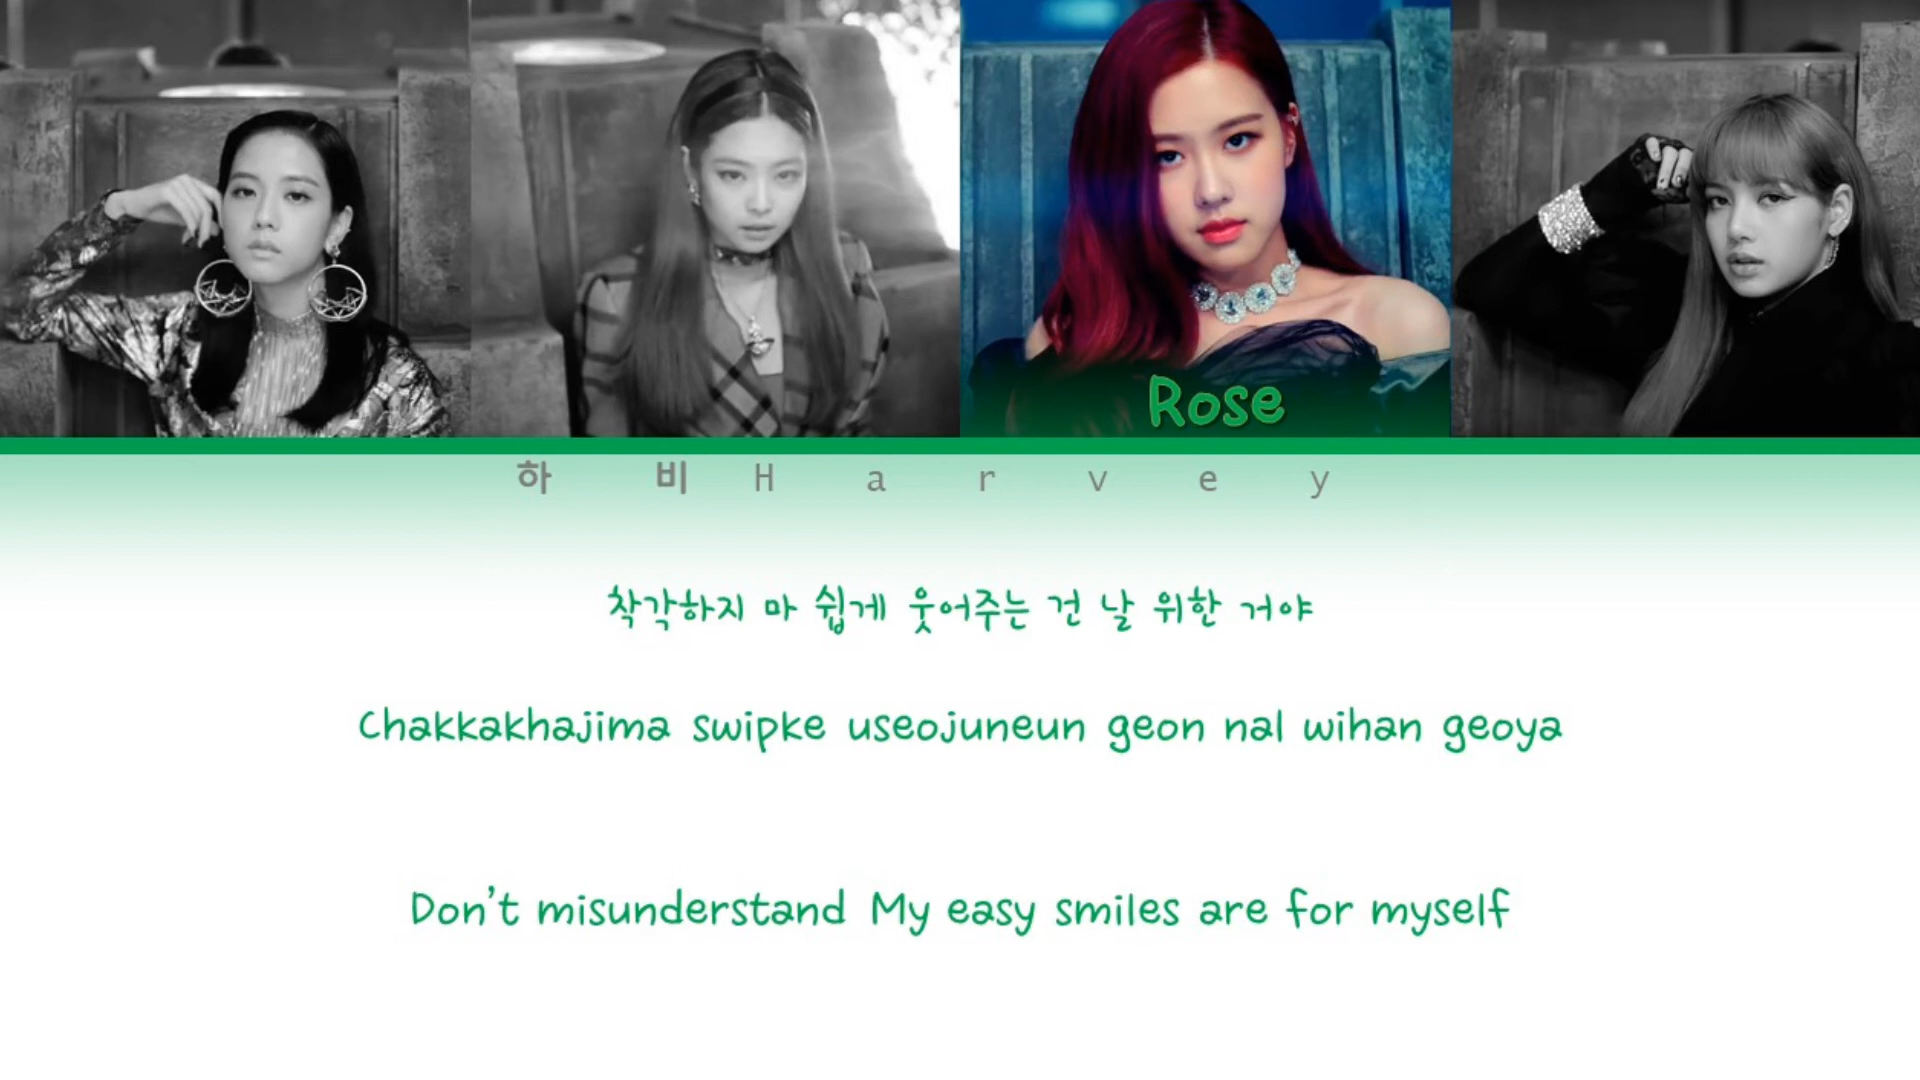 Rose
하 비 H a r v e y
착각하지 마 쉽게 웃어주는 건 날 위한 거야
Chakkakhajima swipke useojuneun geon nal wihan geoya
Don't misunderstand My easy smiles are for myself